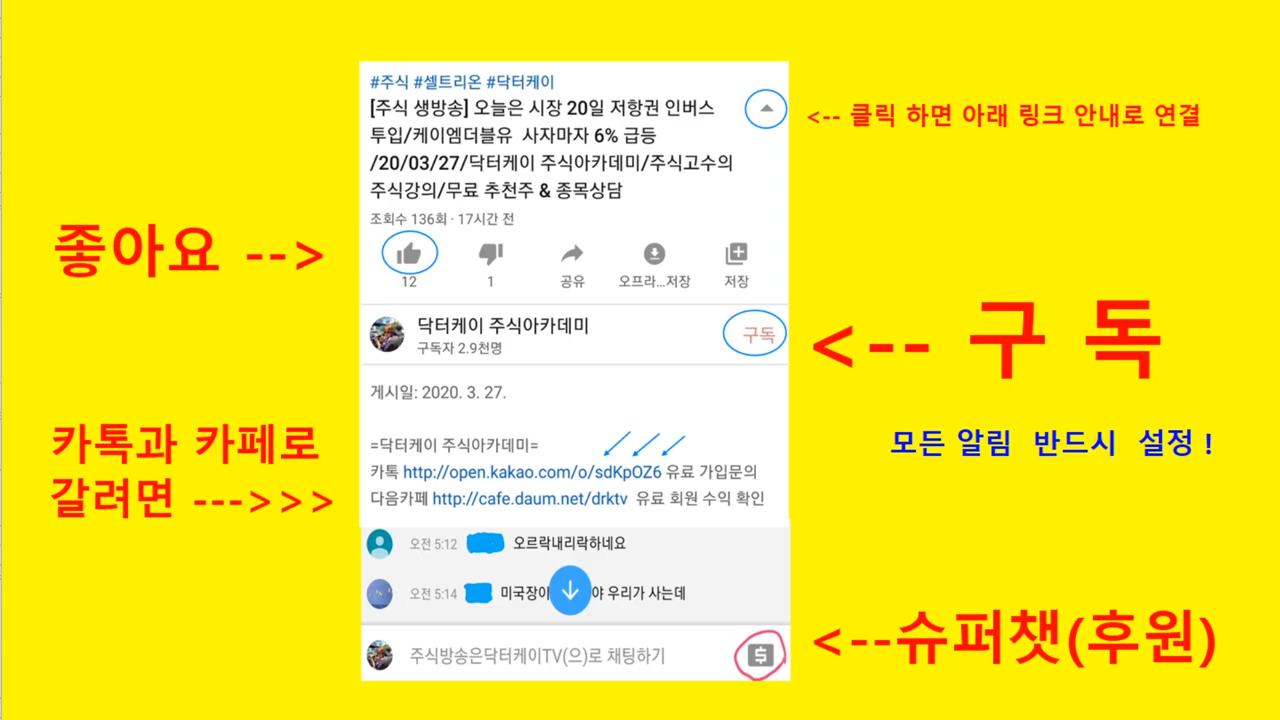 #주식 #셀트리온 #닥터케이
[주식 생방송] 오늘은 시장 20일 저항권 인버스
투입/케이엠더블유 사자마자 6% 급등
/20/03/27/닥터케이 주식아카데미/주식고수의
주식강의/무료 추천주 & 종목상담
조회수 136회 · 17시간 전
<-- 클릭 하면 아래 링크 안내로 연결
좋아요 -->
12
1
공유
오프라...저장
저장
닥터케이 주식아카데미
구독자 2.9천명
구독
<-- 구 독
모든 알림 반드시 설정 !
게시일: 2020. 3. 27.
카톡과 카페로
갈려면 --->>>
=닥터케이 주식아카데미=
카톡 http://open.kakao.com/o/sdKpOZ6 유료 가입문의
다음카페 http://cafe.daum.net/drktv 유료 회원 수익 확인
오전 5:12 오르락내리락하네요
오전 5:14 미국장이 야 우리가 사는데
주식방송은닥터케이TV(으)로 채팅하기
<--슈퍼챗(후원)